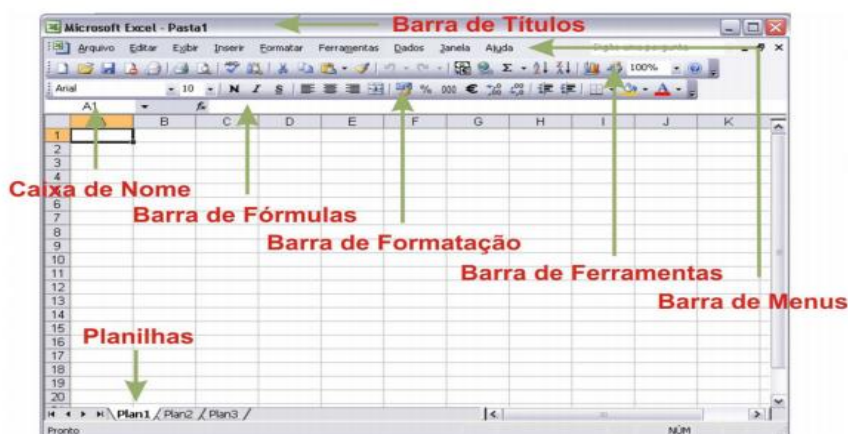 Microsoft Excel - Pasta1
Barra de Títulos
Arquivo Editar Exibir Inserir Formatar Ferramentas Dados Janela Ajuda
100%
Arial 10 N I S % 000 €
A1 fx
B C D E F G H I J K
1
2
3
4
Caixa de Nome
6
Barra de Fórmulas
7
8
Barra de Formatação
9
10
Barra de Ferramentas
11
12
13
Barra de Menus
14
15
Planilhas
16
17
18
19
20
Plan1 Plan2 Plan3
Pronto NÚM